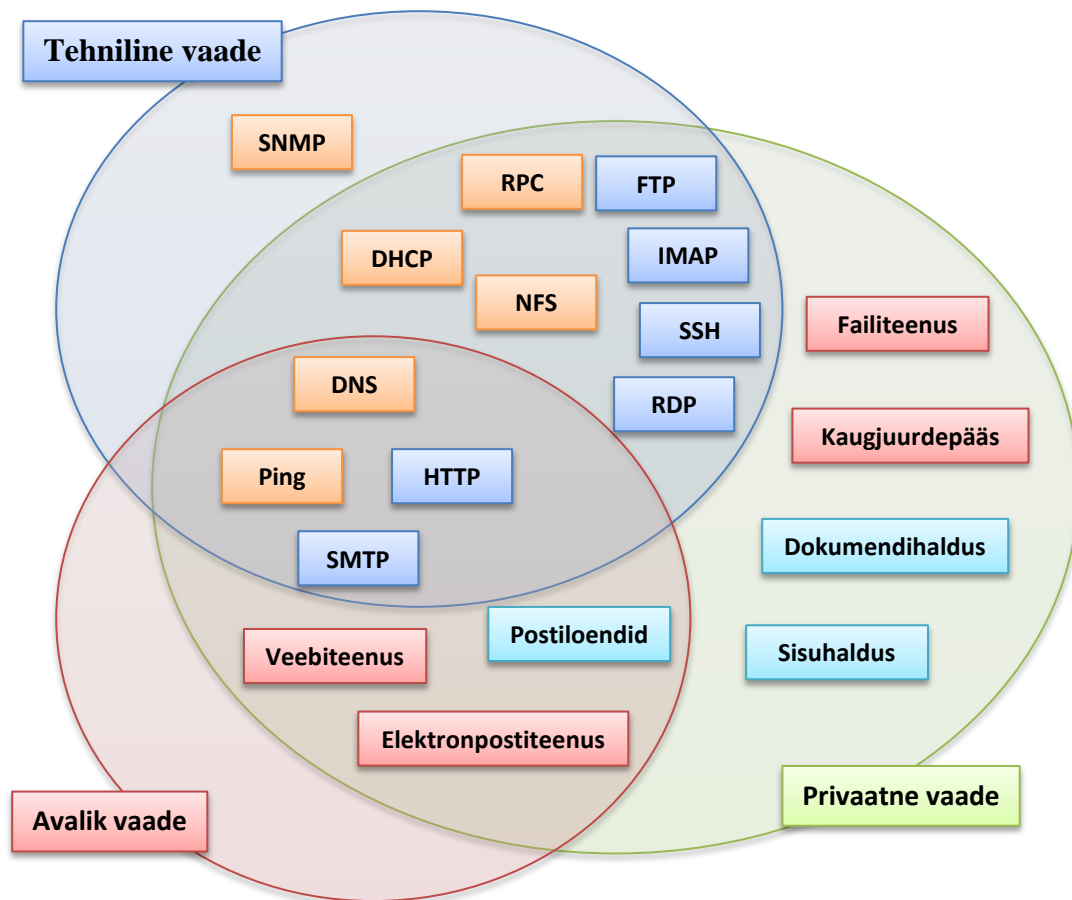 Tehniline vaade
SNMP
RPC
FTP
DHCP
IMAP
NFS
SSH
Failiteenus
DNS
RDP
Kaugjuurdepääs
Ping
HTTP
SMTP
Dokumendihaldus
Postiloendid
Veebiteenus
Sisuhaldus
Elektronpostiteenus
Privaatne vaade
Avalik vaade